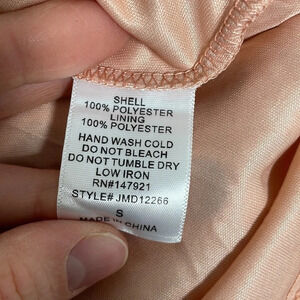 SHELL
100% POLYESTER
LINING
100% POLYESTER
HAND WASH COLD
DO NOT BLEACH
DO NOT TUMBLE DRY
LOW IRON
RN#147921
STYLE# JMD12266
S
MADE IN CHINA